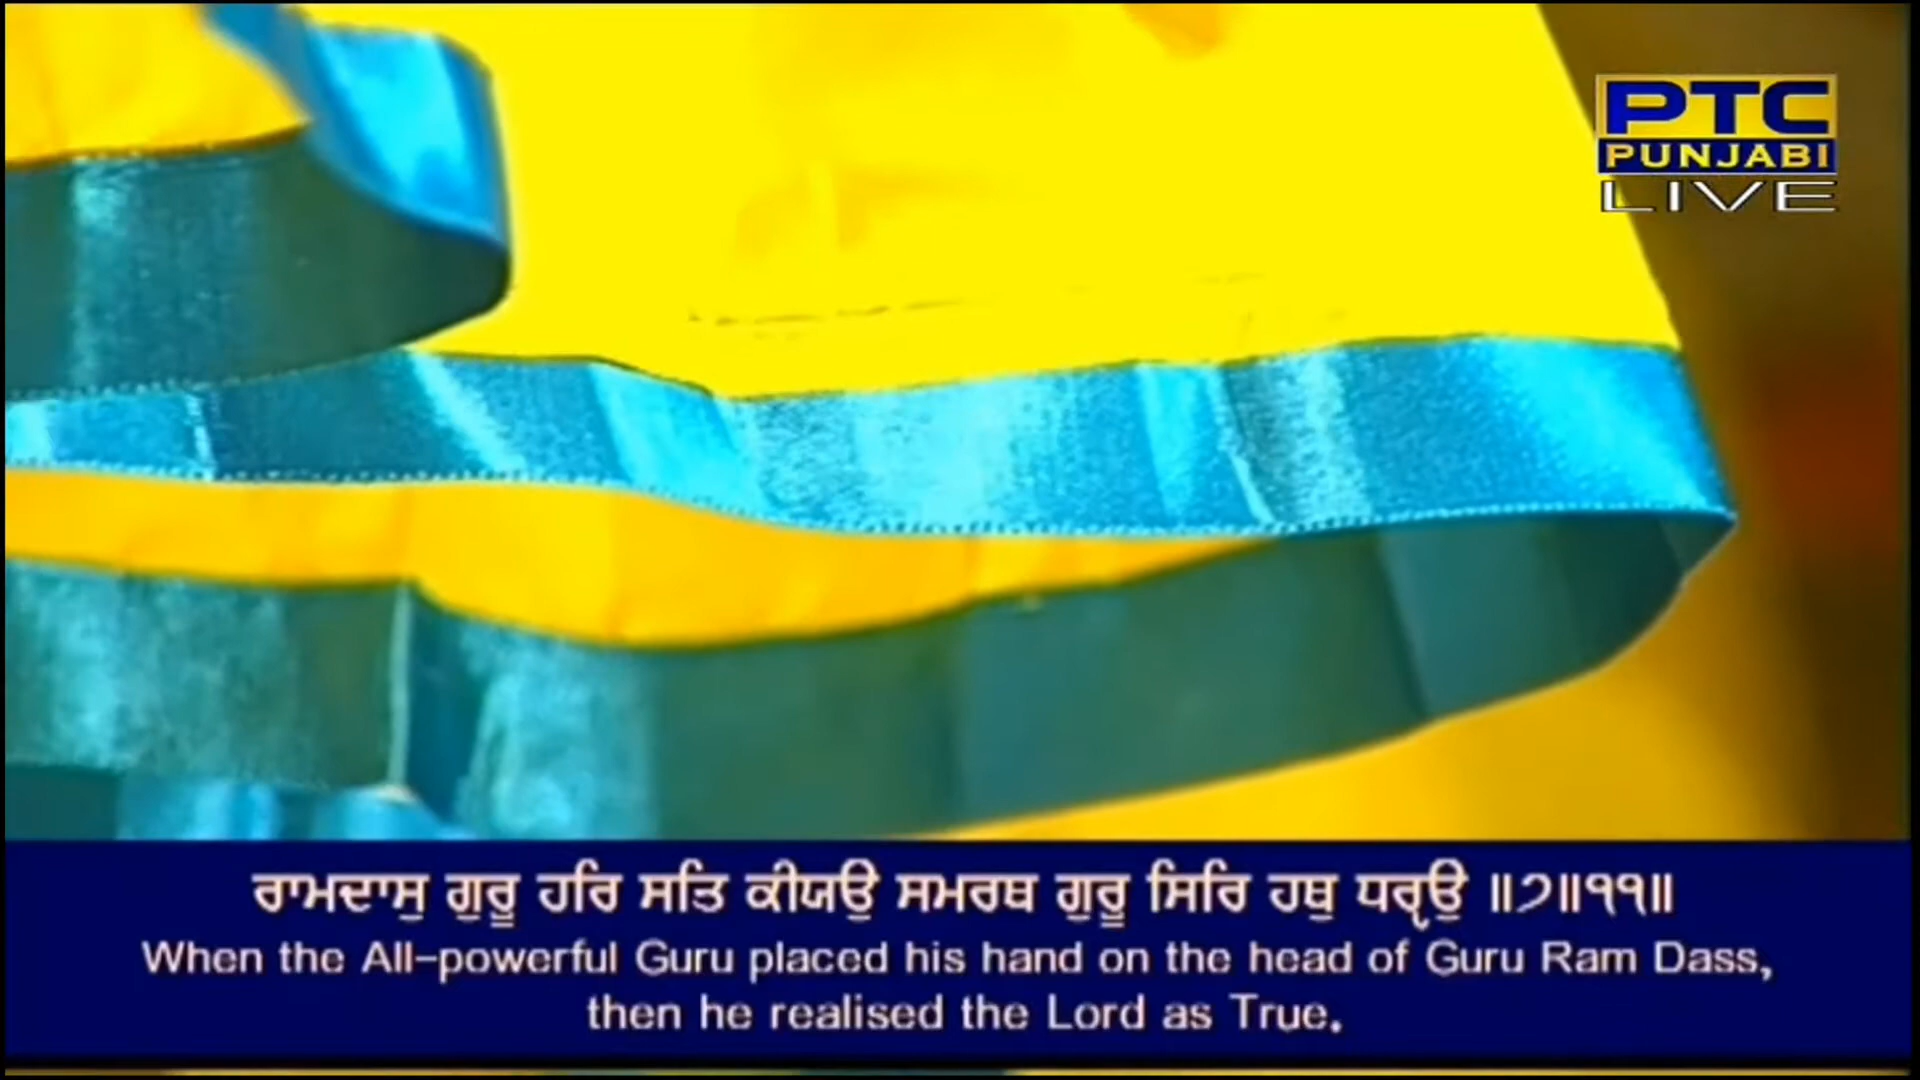 PTC
PUNJABI
LIVE
ਰਾਮਦਾਸੁ ਗੁਰੂ ਹਰਿ ਸਤਿ ਕੀਯਉ ਸਮਰਥ ਗੁਰੂ ਸਿਰਿ ਹਥੁ ਧਰ੍ਯਉ ॥੭॥੧੧॥
When the All-powerful Guru placed his hand on the head of Guru Ram Dass,
then he realised the Lord as True.